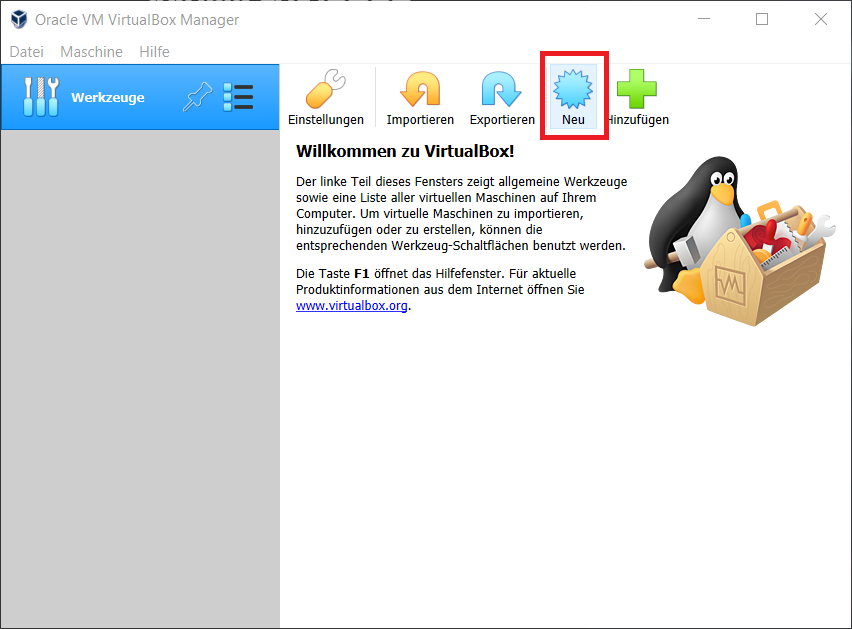 Oracle VM VirtualBox Manager
Datei Maschine Hilfe
Werkzeuge
Einstellungen Importieren Exportieren Neu Hinzufügen
Willkommen zu VirtualBox!
Der linke Teil dieses Fensters zeigt allgemeine Werkzeuge
sowie eine Liste aller virtuellen Maschinen auf Ihrem
Computer. Um virtuelle Maschinen zu importieren,
hinzuzufügen oder zu erstellen, können die
entsprechenden Werkzeug-Schaltflächen benutzt werden.
Die Taste F1 öffnet das Hilfefenster. Für aktuelle
Produktinformationen aus dem Internet öffnen Sie
www.virtualbox.org.